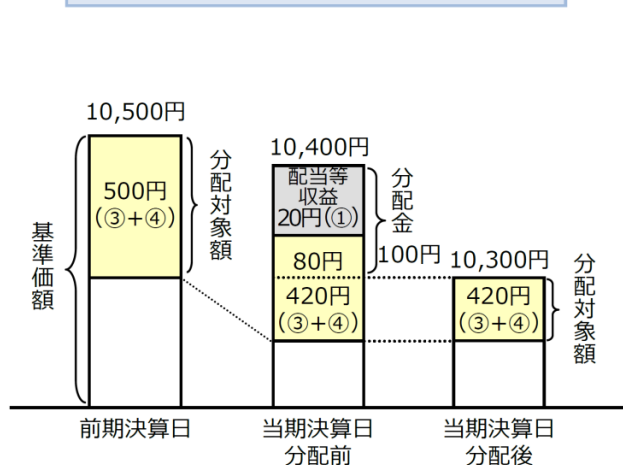 10,500円
500円
(③+④)
分配対象額
基準価額
前期決算日
10,400円
配当等
収益
20円(①)
80円
420円
(③+④)
分配金
100円
当期決算日
分配前
10,300円
420円
(③+④)
分配対象額
当期決算日
分配後